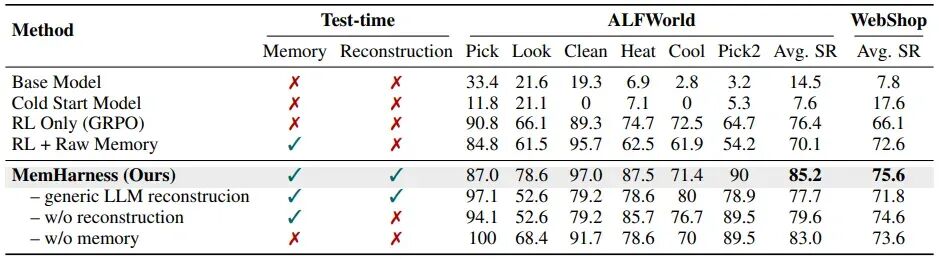 Method Test-time ALFWorld WebShop
Memory Reconstruction Pick Look Clean Heat Cool Pick2 Avg. SR Avg. SR
Base Model ✗ ✗ 33.4 21.6 19.3 6.9 2.8 3.2 14.5 7.8
Cold Start Model ✗ ✗ 11.8 21.1 0 7.1 0 5.3 7.6 17.6
RL Only (GRPO) ✗ ✗ 90.8 66.1 89.3 74.7 72.5 64.7 76.4 66.1
RL + Raw Memory ✓ ✗ 84.8 61.5 95.7 62.5 61.9 54.2 70.1 72.6
MemHarness (Ours) ✓ ✓ 87.0 78.6 97.0 87.5 71.4 90 85.2 75.6
– generic LLM reconstrucion ✓ ✓ 97.1 52.6 79.2 78.6 80 78.9 77.7 71.8
– w/o reconstruction ✓ ✗ 94.1 52.6 79.2 85.7 76.7 89.5 79.6 74.6
– w/o memory ✗ ✗ 100 68.4 91.7 78.6 70 89.5 83.0 73.6